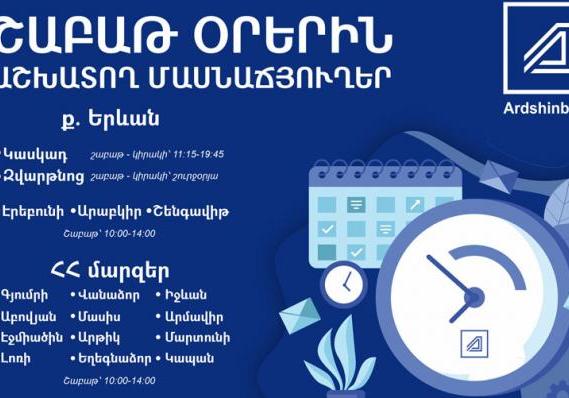 ՇԱԲԱԹ ՕՐԵՐԻՆ
ԱՇԽԱՏՈՂ ՄԱՍՆԱՃՅՈՒՂԵՐ
Ardshinb
ք. Երևան
Կասկադ շաբաթ - կիրակի՝ 11:15-19:45
Զվարթնոց շաբաթ - կիրակի՝ շուրջօրյա
Էրեբունի •Արաբկիր •Շենգավիթ
Շաբաթ՝ 10:00-14:00
ՀՀ մարզեր
Գյումրի • Վանաձոր • Իջևան
Աբովյան • Մասիս • Արմավիր
Էջմիածին • Արթիկ • Մարտունի
Լոռի • Եղեգնաձոր • Կապան
Շաբաթ՝ 10:00-14:00